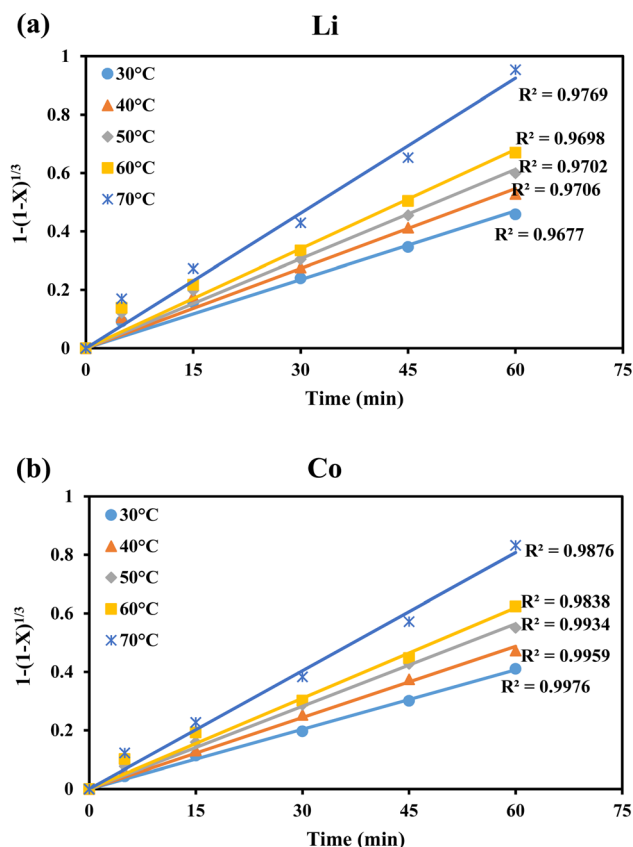 (a)
Li
1
0.8
0.6
0.4
0.2
0
1-(1-X)^1/3
30°C
40°C
50°C
60°C
70°C
R² = 0.9769
R² = 0.9698
R² = 0.9702
R² = 0.9706
R² = 0.9677
0 15 30 45 60 75
Time (min)
(b)
Co
1
0.8
0.6
0.4
0.2
0
1-(1-X)^1/3
30°C
40°C
50°C
60°C
70°C
R² = 0.9876
R² = 0.9838
R² = 0.9934
R² = 0.9959
R² = 0.9976
0 15 30 45 60 75
Time (min)